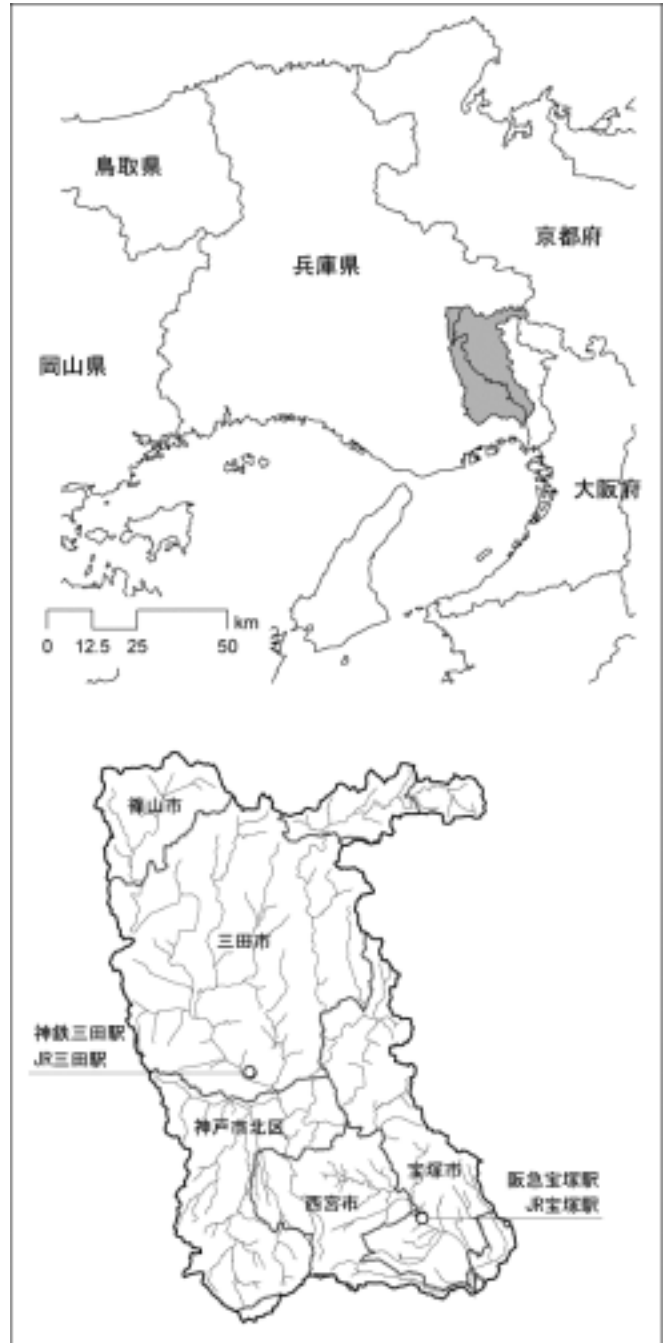 鳥取県
京都府
兵庫県
岡山県
大阪府
km
0 12.5 25 50
篠山市
三田市
神鉄三田駅
JR三田駅
神戸市北区
宝塚市
阪急宝塚駅
西宮市
JR宝塚駅